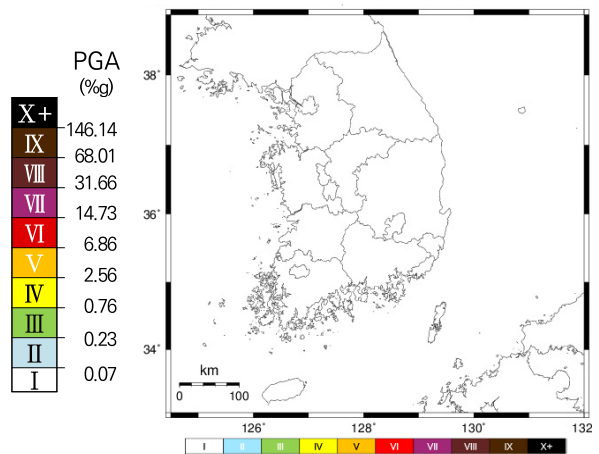 PGA
(%g)
X+
146.14
IX
68.01
VIII
31.66
VII
14.73
VI
6.86
V
2.56
IV
0.76
III
0.23
II
0.07
I
38°
36°
34°
km
0 100
126° 128° 130° 132
I II III IV V VI VII VIII IX X+